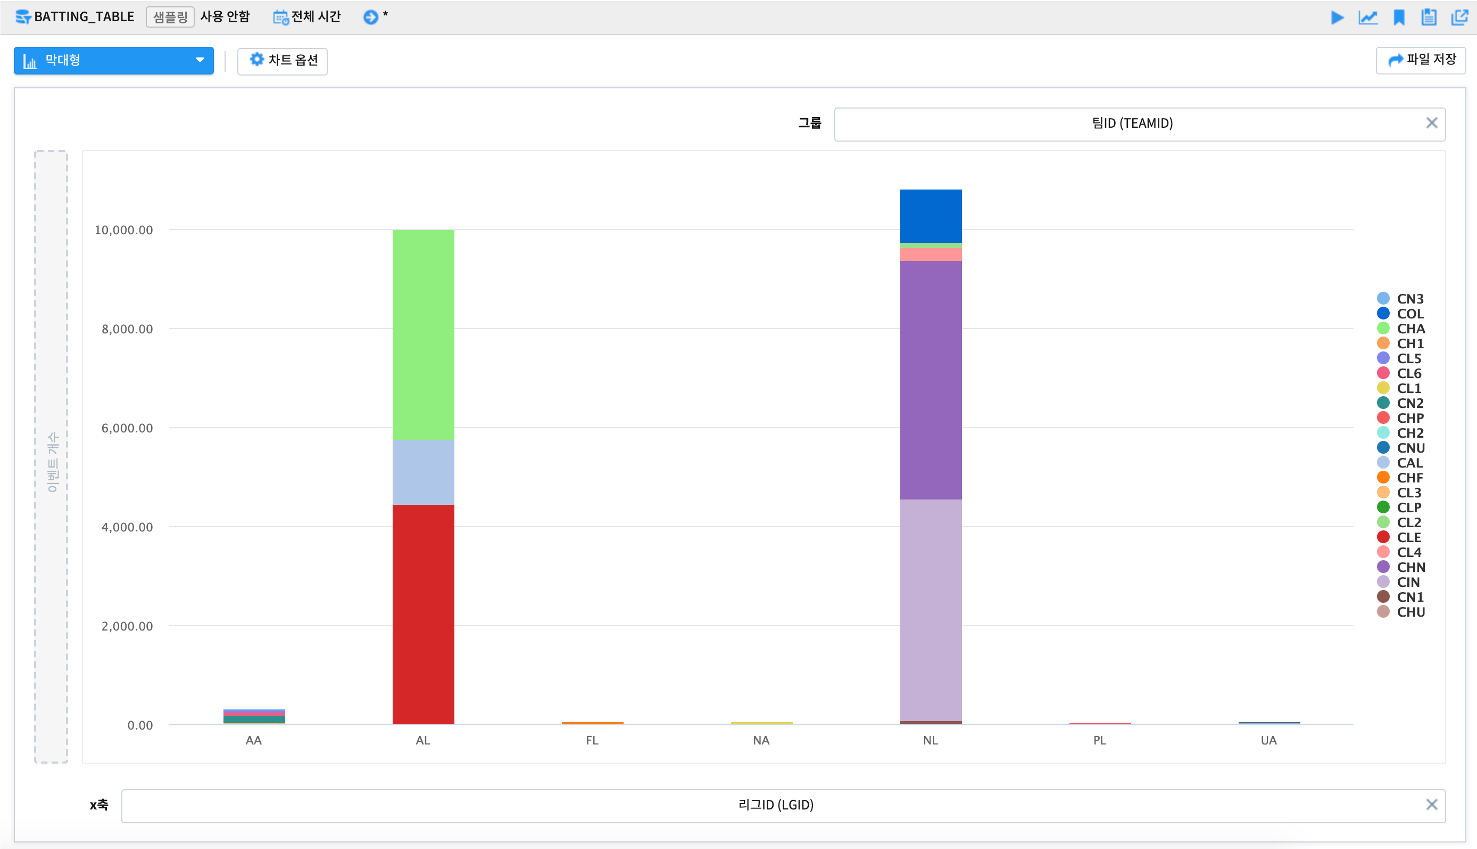 BATTING_TABLE 샘플링 사용 안함 전체 시간 *
막대형 차트 옵션 파일 저장
그룹 팀ID (TEAMID)
이벤트 개수
10,000.00
8,000.00
6,000.00
4,000.00
2,000.00
0.00
AA AL FL NA NL PL UA
CN3
COL
CHA
CH1
CL5
CL6
CL1
CN2
CHP
CH2
CNU
CAL
CHF
CL3
CLP
CL2
CLE
CL4
CHN
CIN
CN1
CHU
x축 리그ID (LGID)